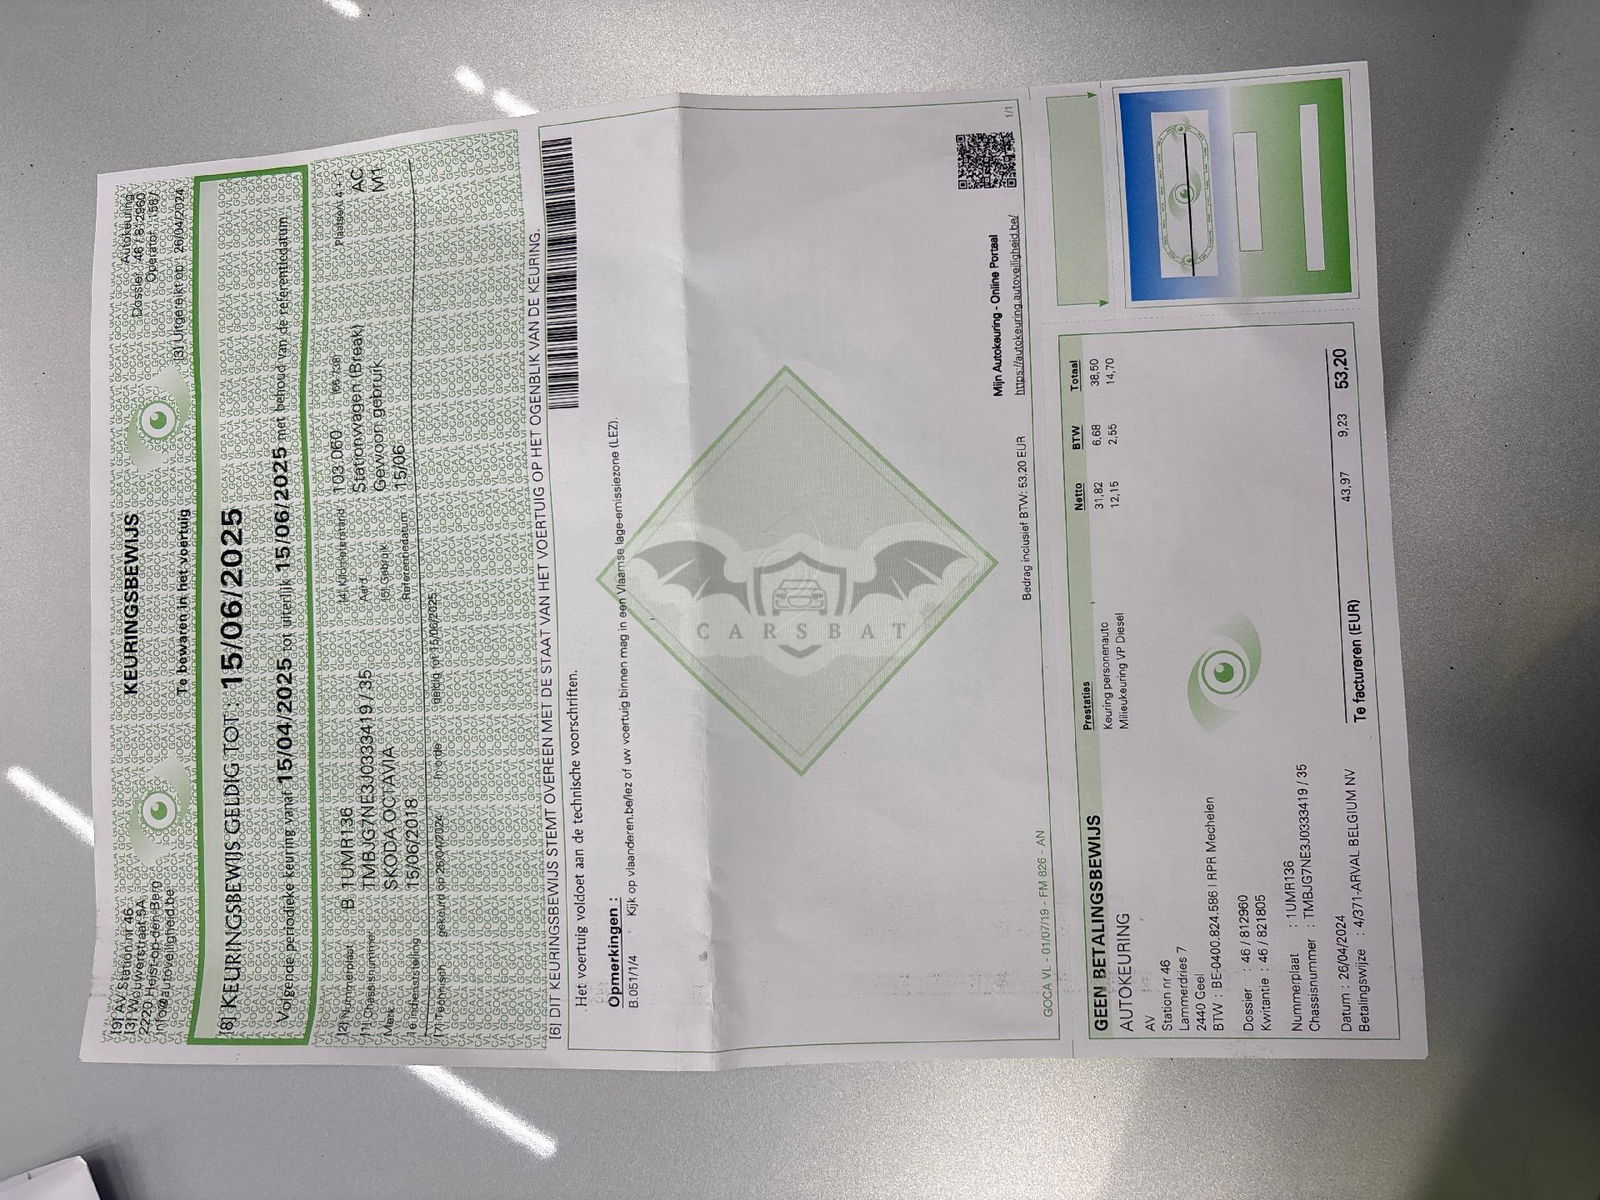 [9] AV Station nr 46
[3] Wouwerstraat 5A
2220 Heist-op-den-Berg
info@autoveiligheid.be
KEURINGSBEWIJS
Te bewaren in het voertuig
Autokeuring
Dossier : 46 / 812960
Operator : 1587
[3] Uitgereikt op : 26/04/2024
[8] KEURINGSBEWIJS GELDIG TOT : 15/06/2025
Volgende periodieke keuring vanaf 15/04/2025 tot uiterlijk 15/06/2025 met behoud van de referentiedatum
[2] Nummerplaat B 1UMR136
[1] Chassisnummer TMBJG7NE3J0333419 / 35
Merk SKODA OCTAVIA
1e indienststelling 15/06/2018
[4] Kilometerstand 103.060
Aard Stationwagen (Break) AC
[5] Gebruik Gewoon gebruik M1
Referentiedatum 15/06
[7] Technisch gekeurd op 26/04/2024 In orde geldig tot 15/06/2025
[6] DIT KEURINGSBEWIJS STEMT OVEREEN MET DE STAAT VAN HET VOERTUIG OP HET OGENBLIK VAN DE KEURING.
Het voertuig voldoet aan de technische voorschriften.
Opmerkingen :
B.051/1/4 Kijk op vlaanderen.be/lez of uw voertuig binnen mag in een Vlaamse lage-emissiezone (LEZ).
CARSBAT
Mijn Autokeuring - Online Portaal
https://autokeuring.autoveiligheid.be/
1/1
Bedrag inclusief BTW: 53,20 EUR
GOCA VL - 01/07/19 - FM 826 - AN
GEEN BETALINGSBEWIJS
AUTOKEURING
AV
Station nr 46
Lammerdries 7
2440 Geel
BTW : BE-0400.824.586 I RPR Mechelen
Dossier : 46 / 812960
Kwitantie : 46 / 821805
Nummerplaat : 1UMR136
Chassisnummer : TMBJG7NE3J0333419 / 35
Datum : 26/04/2024
Betalingswijze : 4/371-ARVAL BELGIUM NV
Prestaties Netto BTW Totaal
Keuring personenauto 31,82 6,68 38,50
Milieukeuring VP Diesel 12,15 2,55 14,70
Te factureren (EUR) 43,97 9,23 53,20